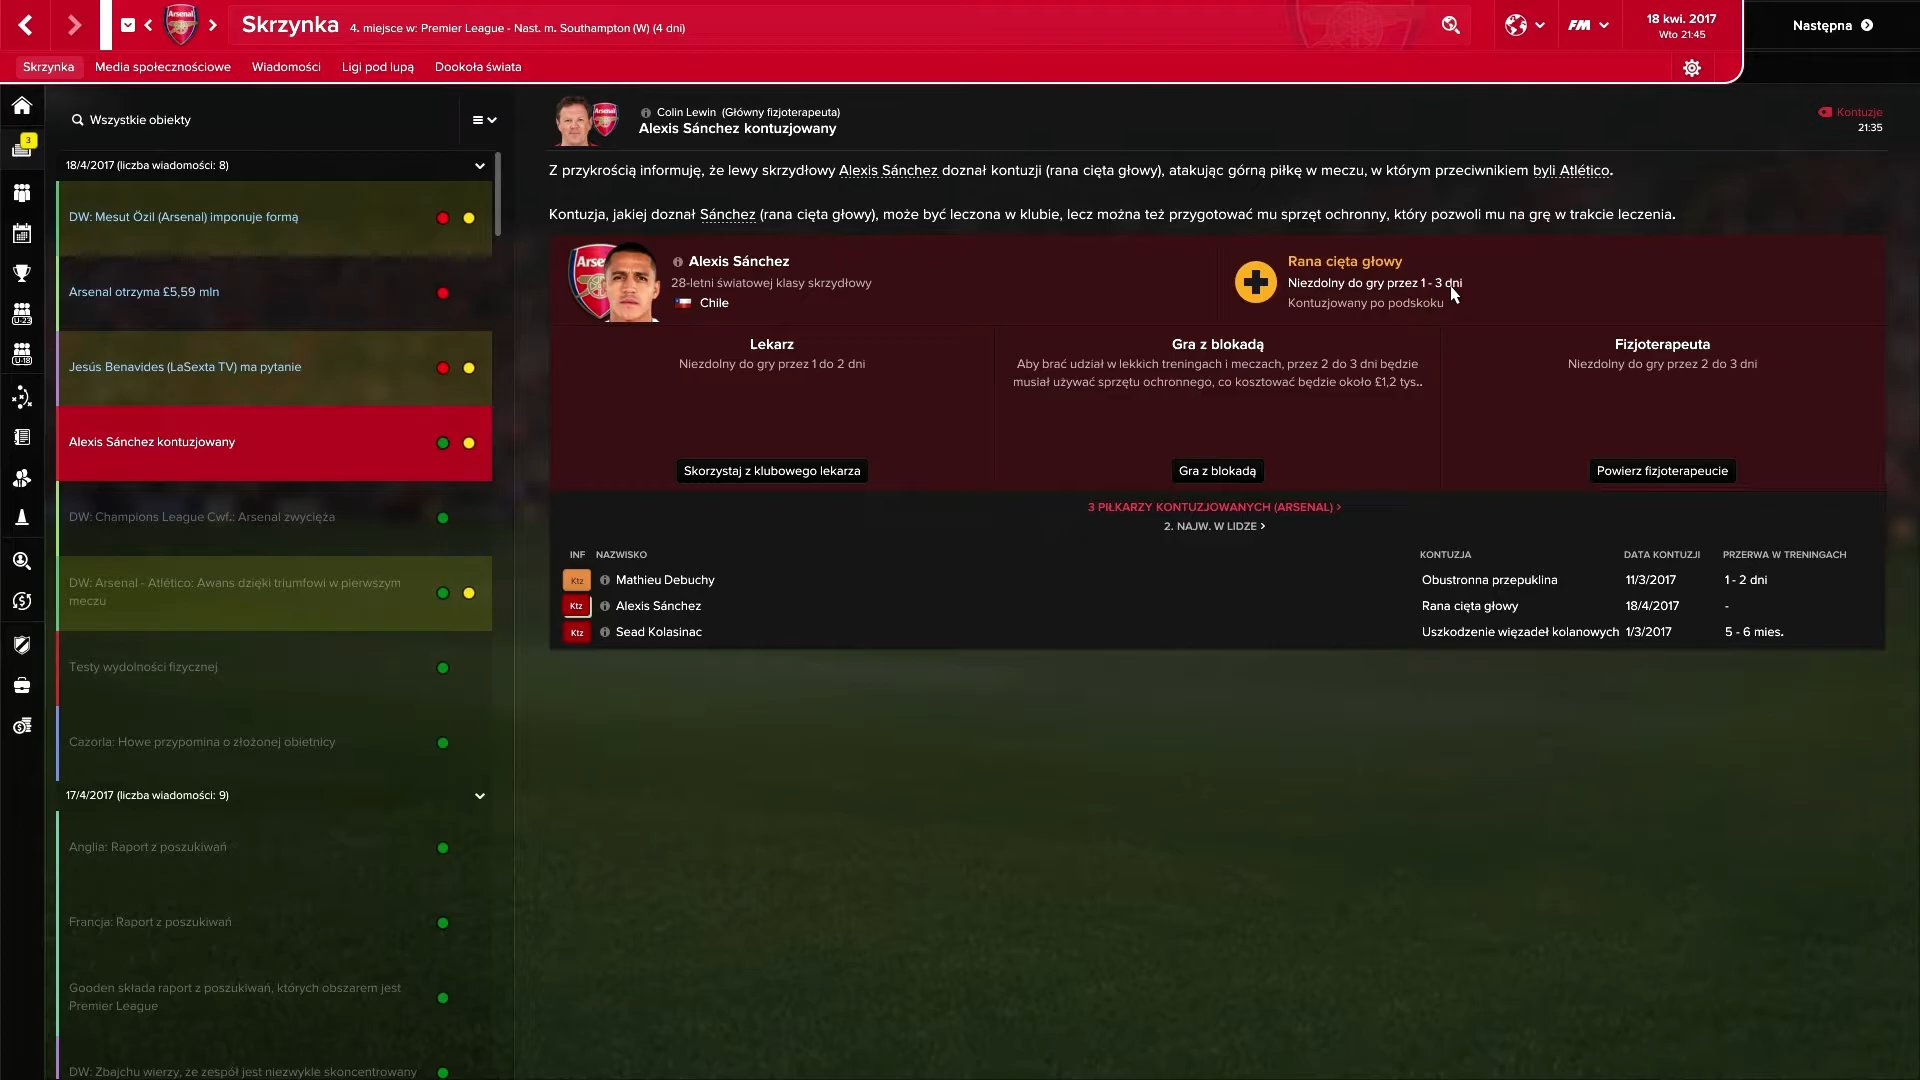 Skrzynka
4. miejsce w: Premier League - Nast. m. Southampton (W) (4 dni)
FM
18 kwi. 2017
Wto 21:45
Następna
Skrzynka
Media społecznościowe
Wiadomości
Ligi pod lupą
Dookoła świata
3
U-23
U-18
Wszystkie obiekty
18/4/2017 (liczba wiadomości: 8)
DW: Mesut Özil (Arsenal) imponuje formą
Arsenal otrzyma £5,59 mln
Jesús Benavides (LaSexta TV) ma pytanie
Alexis Sánchez kontuzjowany
DW: Champions League Ćwf.: Arsenal zwycięża
DW: Arsenal - Atlético: Awans dzięki triumfowi w pierwszym
meczu
Testy wydolności fizycznej
Cazorla: Howe przypomina o złożonej obietnicy
17/4/2017 (liczba wiadomości: 9)
Anglia: Raport z poszukiwań
Francja: Raport z poszukiwań
Gooden składa raport z poszukiwań, których obszarem jest
Premier League
DW: Zbajchu wierzy, że zespół jest niezwykle skoncentrowany
Arsenal
Colin Lewin (Główny fizjoterapeuta)
Alexis Sánchez kontuzjowany
Kontuzje
21:35
Z przykrością informuję, że lewy skrzydłowy Alexis Sánchez doznał kontuzji (rana cięta głowy), atakując górną piłkę w meczu, w którym przeciwnikiem byli Atlético.
Kontuzja, jakiej doznał Sánchez (rana cięta głowy), może być leczona w klubie, lecz można też przygotować mu sprzęt ochronny, który pozwoli mu na grę w trakcie leczenia.
Alexis Sánchez
28-letni światowej klasy skrzydłowy
Chile
Rana cięta głowy
Niezdolny do gry przez 1 - 3 dni
Kontuzjowany po podskoku
Lekarz
Niezdolny do gry przez 1 do 2 dni
Skorzystaj z klubowego lekarza
Gra z blokadą
Aby brać udział w lekkich treningach i meczach, przez 2 do 3 dni będzie
musiał używać sprzętu ochronnego, co kosztować będzie około £1,2 tys..
Gra z blokadą
Fizjoterapeuta
Niezdolny do gry przez 2 do 3 dni
Powierz fizjoterapeucie
3 PIŁKARZY KONTUZJOWANYCH (ARSENAL) >
2. NAJW. W LIDZE >
INF NAZWISKO KONTUZJA DATA KONTUZJI PRZERWA W TRENINGACH
Ktz Mathieu Debuchy Obustronna przepuklina 11/3/2017 1 - 2 dni
Ktz Alexis Sánchez Rana cięta głowy 18/4/2017 -
Ktz Sead Kolasinac Uszkodzenie więzadeł kolanowych 1/3/2017 5 - 6 mies.